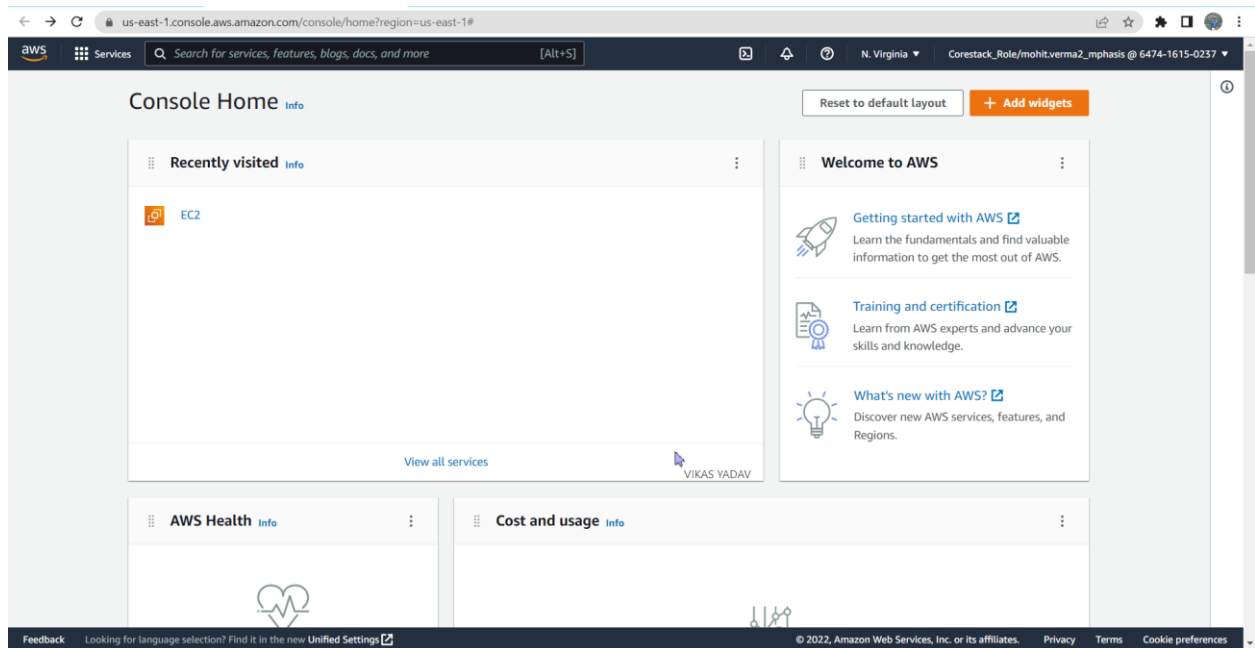 us-east-1.console.aws.amazon.com/console/home?region=us-east-1#
aws Services Search for services, features, blogs, docs, and more [Alt+S] N. Virginia ▼ Corestack_Role/mohit.verma2_mphasis @ 6474-1615-0237 ▼
Console Home Info
Reset to default layout
+ Add widgets
Recently visited Info
EC2
View all services
VIKAS YADAV
Welcome to AWS
Getting started with AWS
Learn the fundamentals and find valuable
information to get the most out of AWS.
Training and certification
Learn from AWS experts and advance your
skills and knowledge.
What's new with AWS?
Discover new AWS services, features, and
Regions.
AWS Health Info
Cost and usage Info
Feedback Looking for language selection? Find it in the new Unified Settings © 2022, Amazon Web Services, Inc. or its affiliates. Privacy Terms Cookie preferences